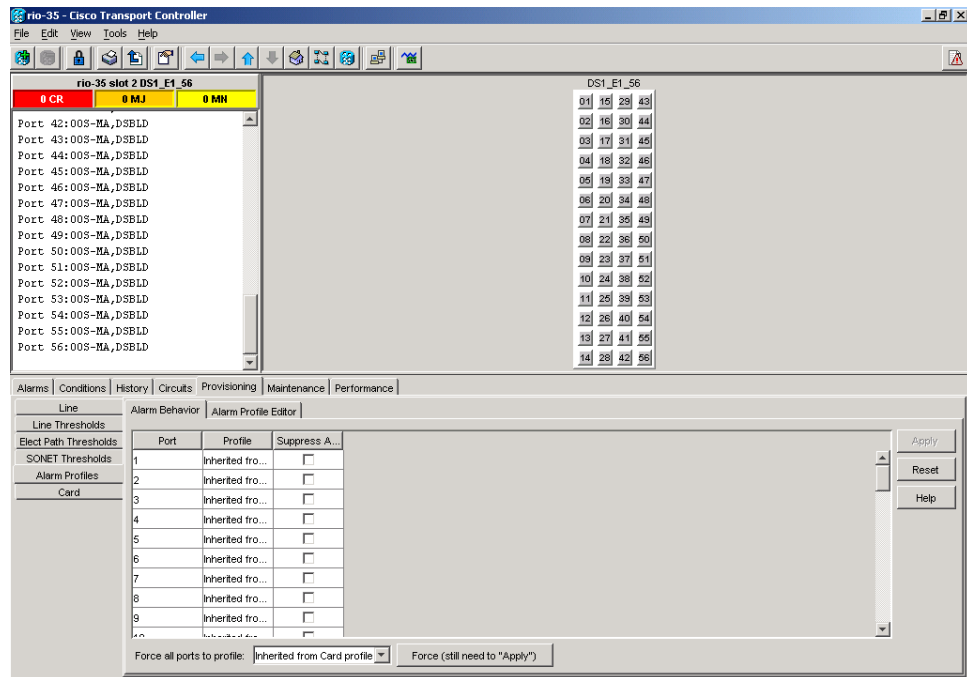 rio-35 - Cisco Transport Controller
File Edit View Tools Help
rio-35 slot 2 DS1_E1_56
0 CR 0 MJ 0 MN
Port 42:OOS-MA,DSBLD
Port 43:OOS-MA,DSBLD
Port 44:OOS-MA,DSBLD
Port 45:OOS-MA,DSBLD
Port 46:OOS-MA,DSBLD
Port 47:OOS-MA,DSBLD
Port 48:OOS-MA,DSBLD
Port 49:OOS-MA,DSBLD
Port 50:OOS-MA,DSBLD
Port 51:OOS-MA,DSBLD
Port 52:OOS-MA,DSBLD
Port 53:OOS-MA,DSBLD
Port 54:OOS-MA,DSBLD
Port 55:OOS-MA,DSBLD
Port 56:OOS-MA,DSBLD
DS1_E1_56
01 15 29 43
02 16 30 44
03 17 31 45
04 18 32 46
05 19 33 47
06 20 34 48
07 21 35 49
08 22 36 50
09 23 37 51
10 24 38 52
11 25 39 53
12 26 40 54
13 27 41 55
14 28 42 56
Alarms Conditions History Circuits Provisioning Maintenance Performance
Line
Line Thresholds
Elect Path Thresholds
SONET Thresholds
Alarm Profiles
Card
Alarm Behavior Alarm Profile Editor
Port Profile Suppress A...
1 Inherited fro...
2 Inherited fro...
3 Inherited fro...
4 Inherited fro...
5 Inherited fro...
6 Inherited fro...
7 Inherited fro...
8 Inherited fro...
9 Inherited fro...
Force all ports to profile: Inherited from Card profile Force (still need to "Apply")
Apply
Reset
Help